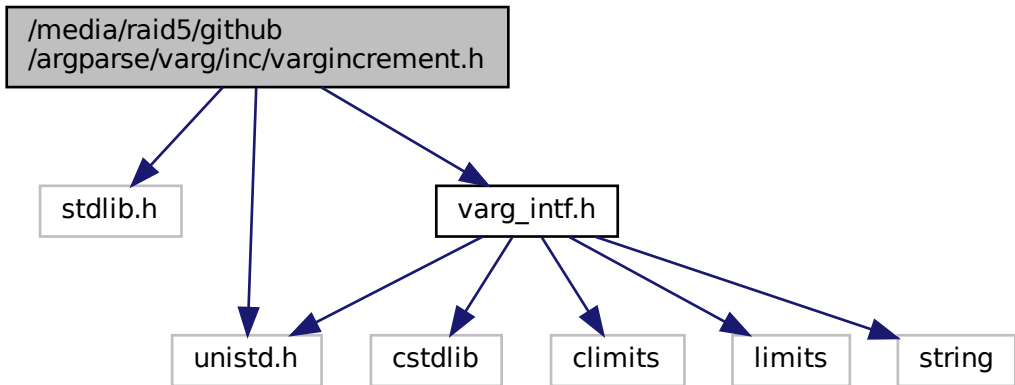 /media/raid5/github
/argparse/varg/inc/vargincrement.h
stdlib.h
varg_intf.h
unistd.h
cstdlib
climits
limits
string